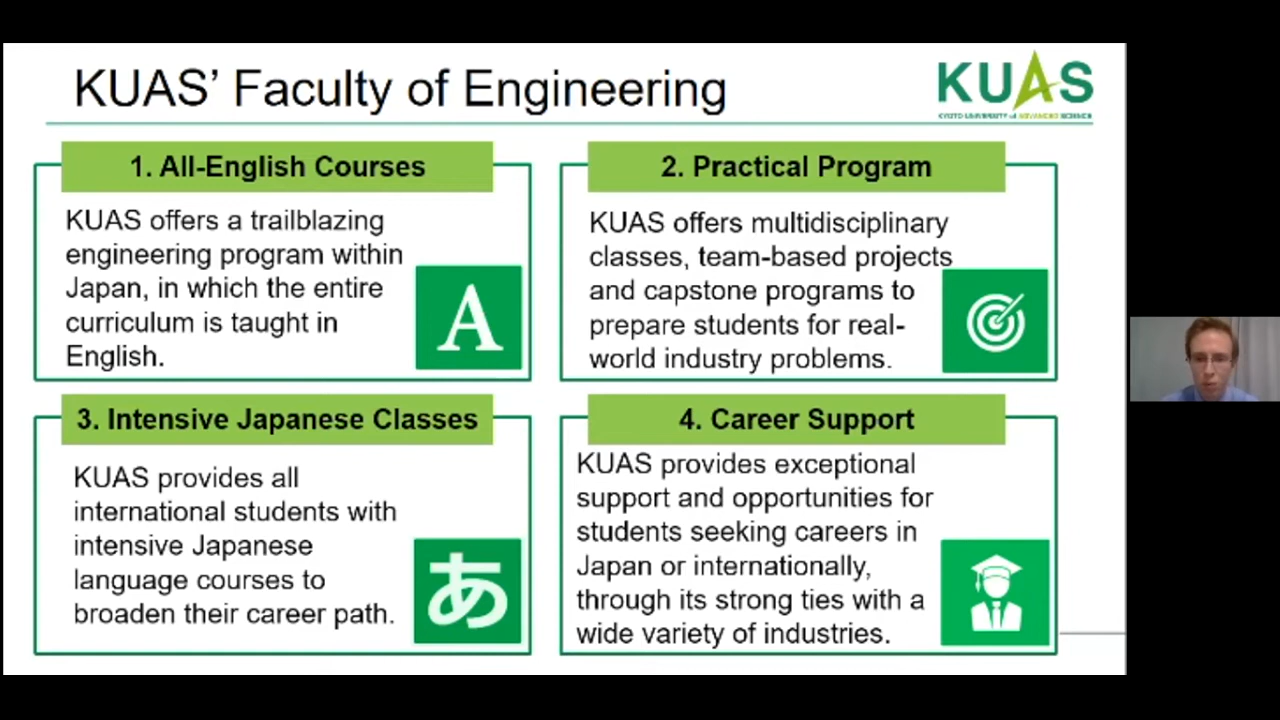 KUAS' Faculty of Engineering
KUAS
KYOTO UNIVERSITY of ADVANCED SCIENCE
1. All-English Courses
KUAS offers a trailblazing
engineering program within
Japan, in which the entire
curriculum is taught in
English.
A
2. Practical Program
KUAS offers multidisciplinary
classes, team-based projects
and capstone programs to
prepare students for real-
world industry problems.
3. Intensive Japanese Classes
KUAS provides all
international students with
intensive Japanese
language courses to
broaden their career path.
あ
4. Career Support
KUAS provides exceptional
support and opportunities for
students seeking careers in
Japan or internationally,
through its strong ties with a
wide variety of industries.